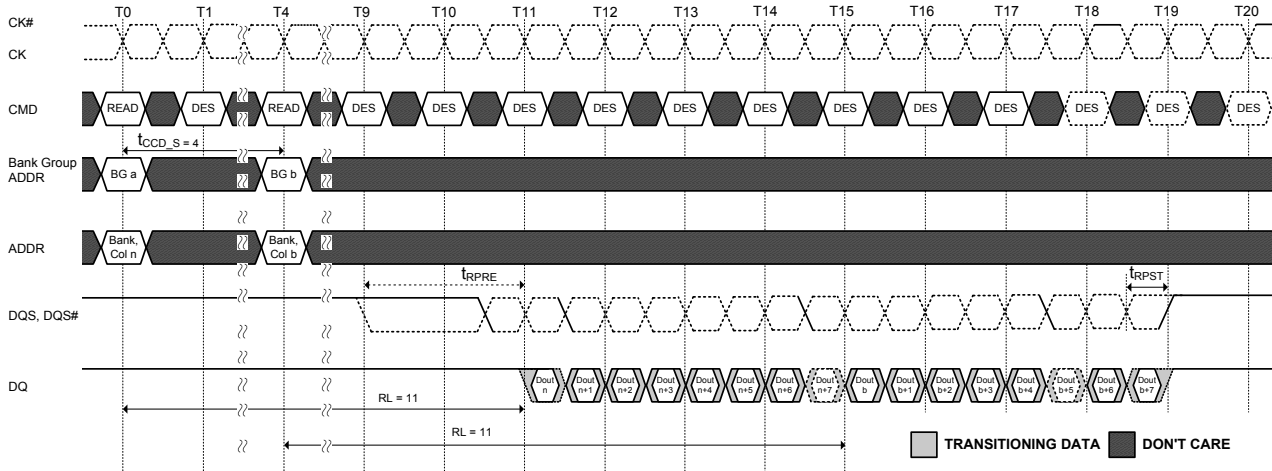 T0 T1 T4 T9 T10 T11 T12 T13 T14 T15 T16 T17 T18 T19 T20
CK#
CK
CMD READ DES READ DES DES DES DES DES DES DES DES DES DES DES DES
tCCD_S = 4
Bank Group
ADDR
BG a BG b
ADDR
Bank,
Col n
Bank,
Col b
tRPRE
tRPST
DQS, DQS#
DQ
Dout
n
Dout
n+1
Dout
n+2
Dout
n+3
Dout
n+4
Dout
n+5
Dout
n+6
Dout
n+7
Dout
b
Dout
b+1
Dout
b+2
Dout
b+3
Dout
b+4
Dout
b+5
Dout
b+6
Dout
b+7
RL = 11
RL = 11
TRANSITIONING DATA
DON'T CARE